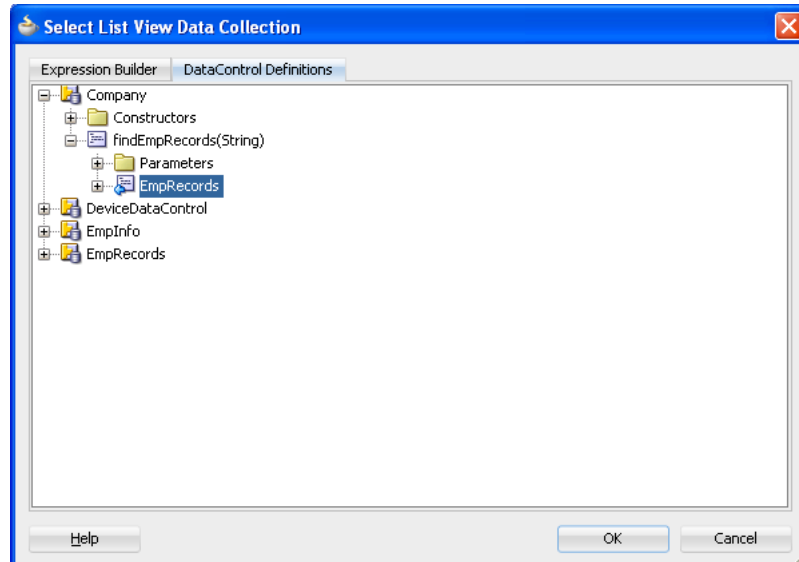 Select List View Data Collection
Expression Builder DataControl Definitions
Company
Constructors
findEmpRecords(String)
Parameters
EmpRecords
DeviceDataControl
EmpInfo
EmpRecords
Help OK Cancel